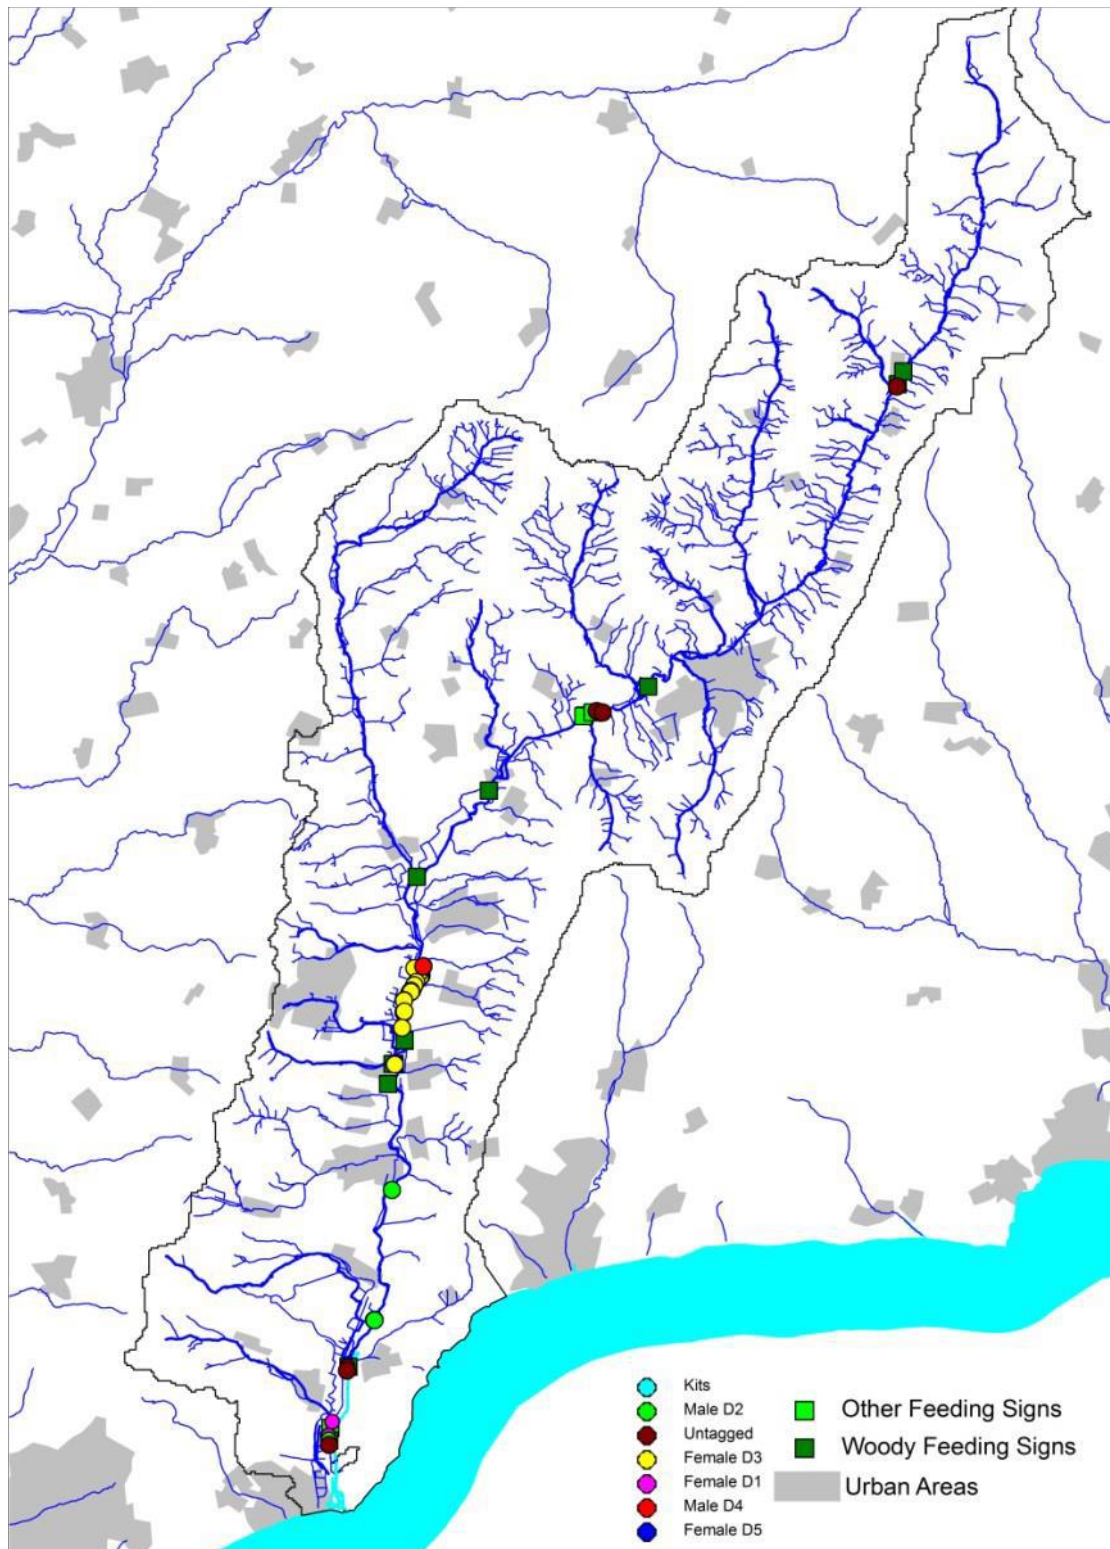 Kits
Male D2
Untagged
Female D3
Female D1
Male D4
Female D5
Other Feeding Signs
Woody Feeding Signs
Urban Areas